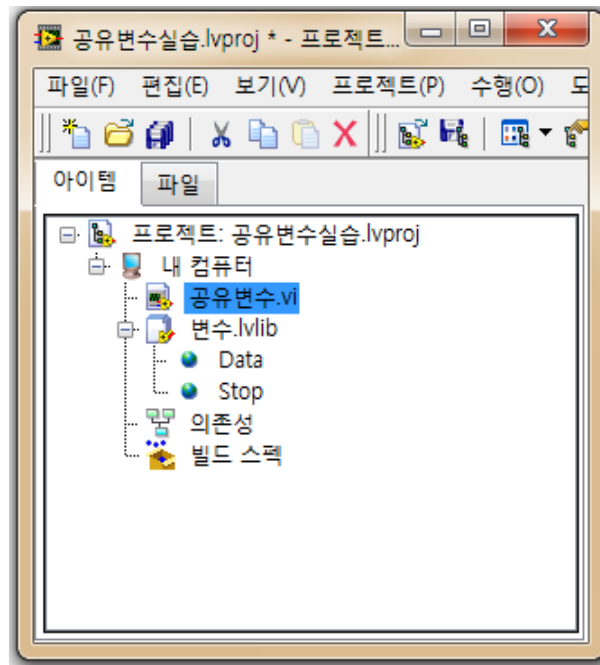 공유변수실습.lvproj * - 프로젝트...
파일(F) 편집(E) 보기(V) 프로젝트(P) 수행(O) 도
아이템 파일
프로젝트: 공유변수실습.lvproj
내 컴퓨터
공유변수.vi
변수.lvlib
Data
Stop
의존성
빌드 스펙